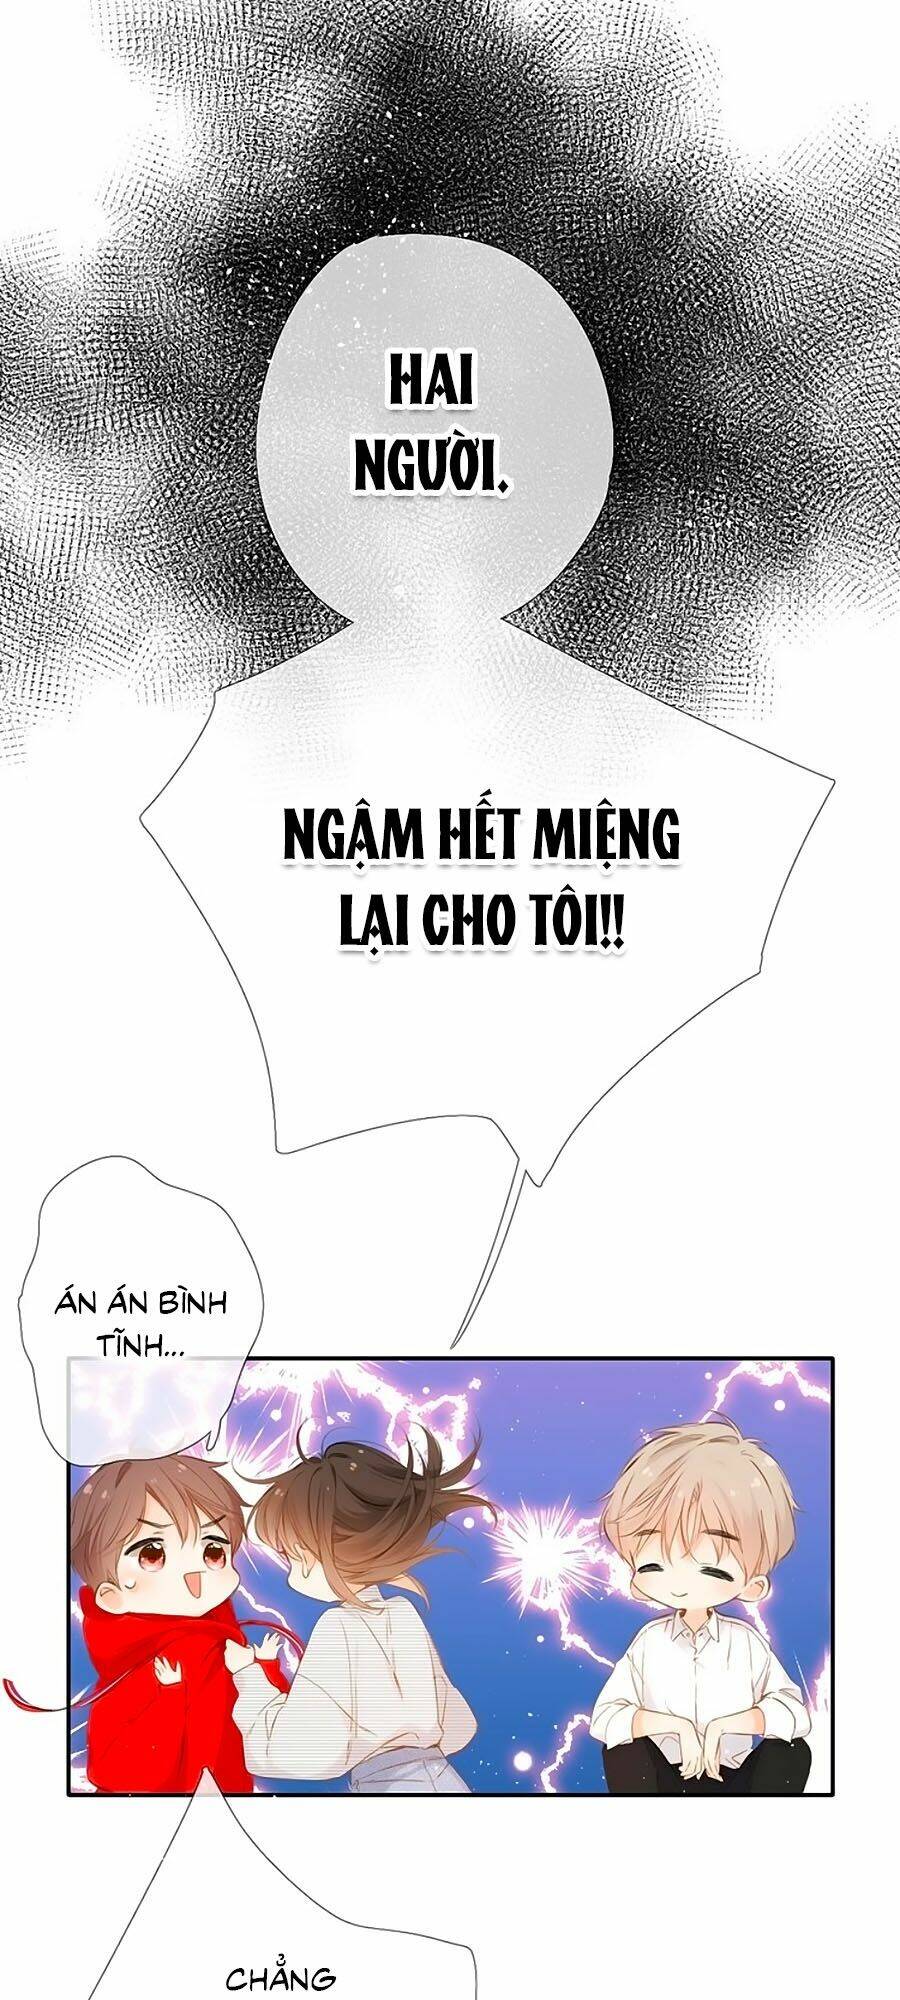 HAI
NGƯỜI.
NGẬM HẾT MIỆNG
LẠI CHO TÔI!!
ÁN ÁN BÌNH
TĨNH...
CHẲNG